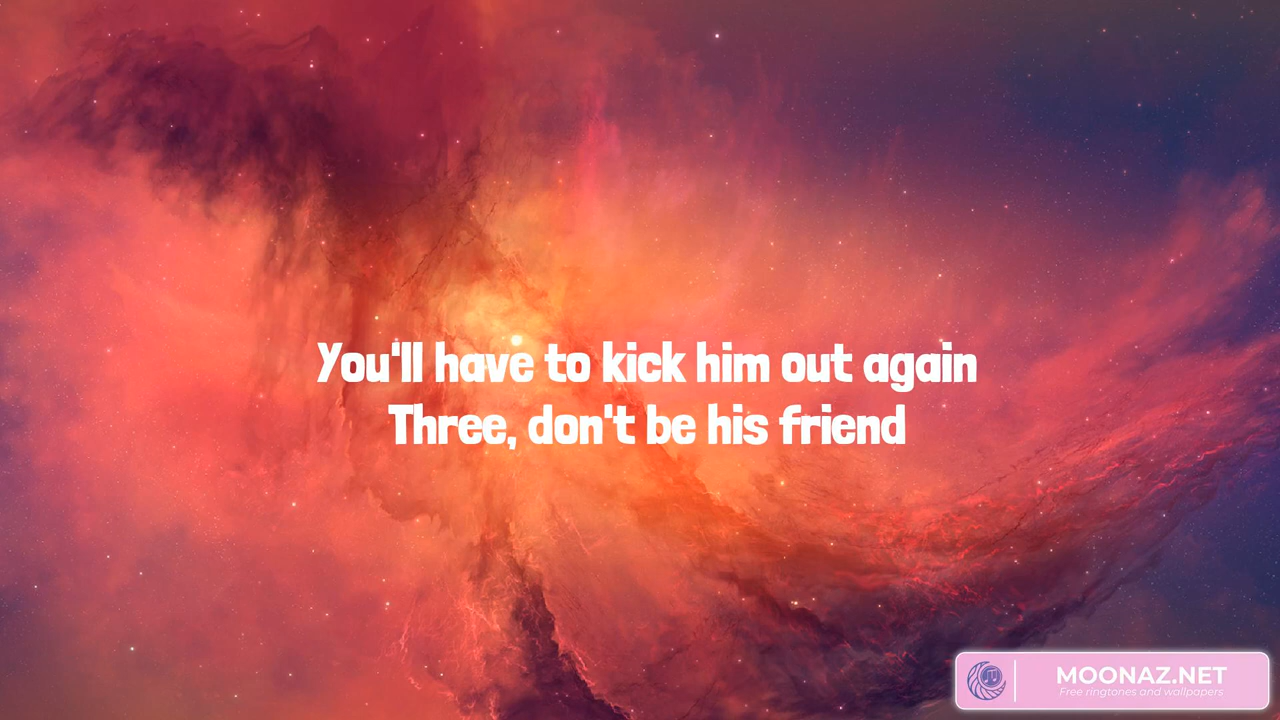 You'll have to kick him out again
Three, don't be his friend
MOONAZ.NET
Free ringtones and wallpapers